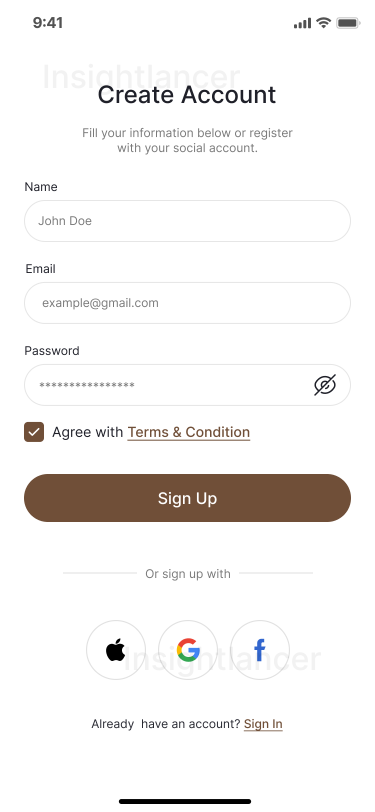 9:41
Insightlancer
Create Account
Fill your information below or register
with your social account.
Name
John Doe
Email
example@gmail.com
Password
****************
Agree with Terms & Condition
Sign Up
Or sign up with
Insightlancer
Already have an account? Sign In